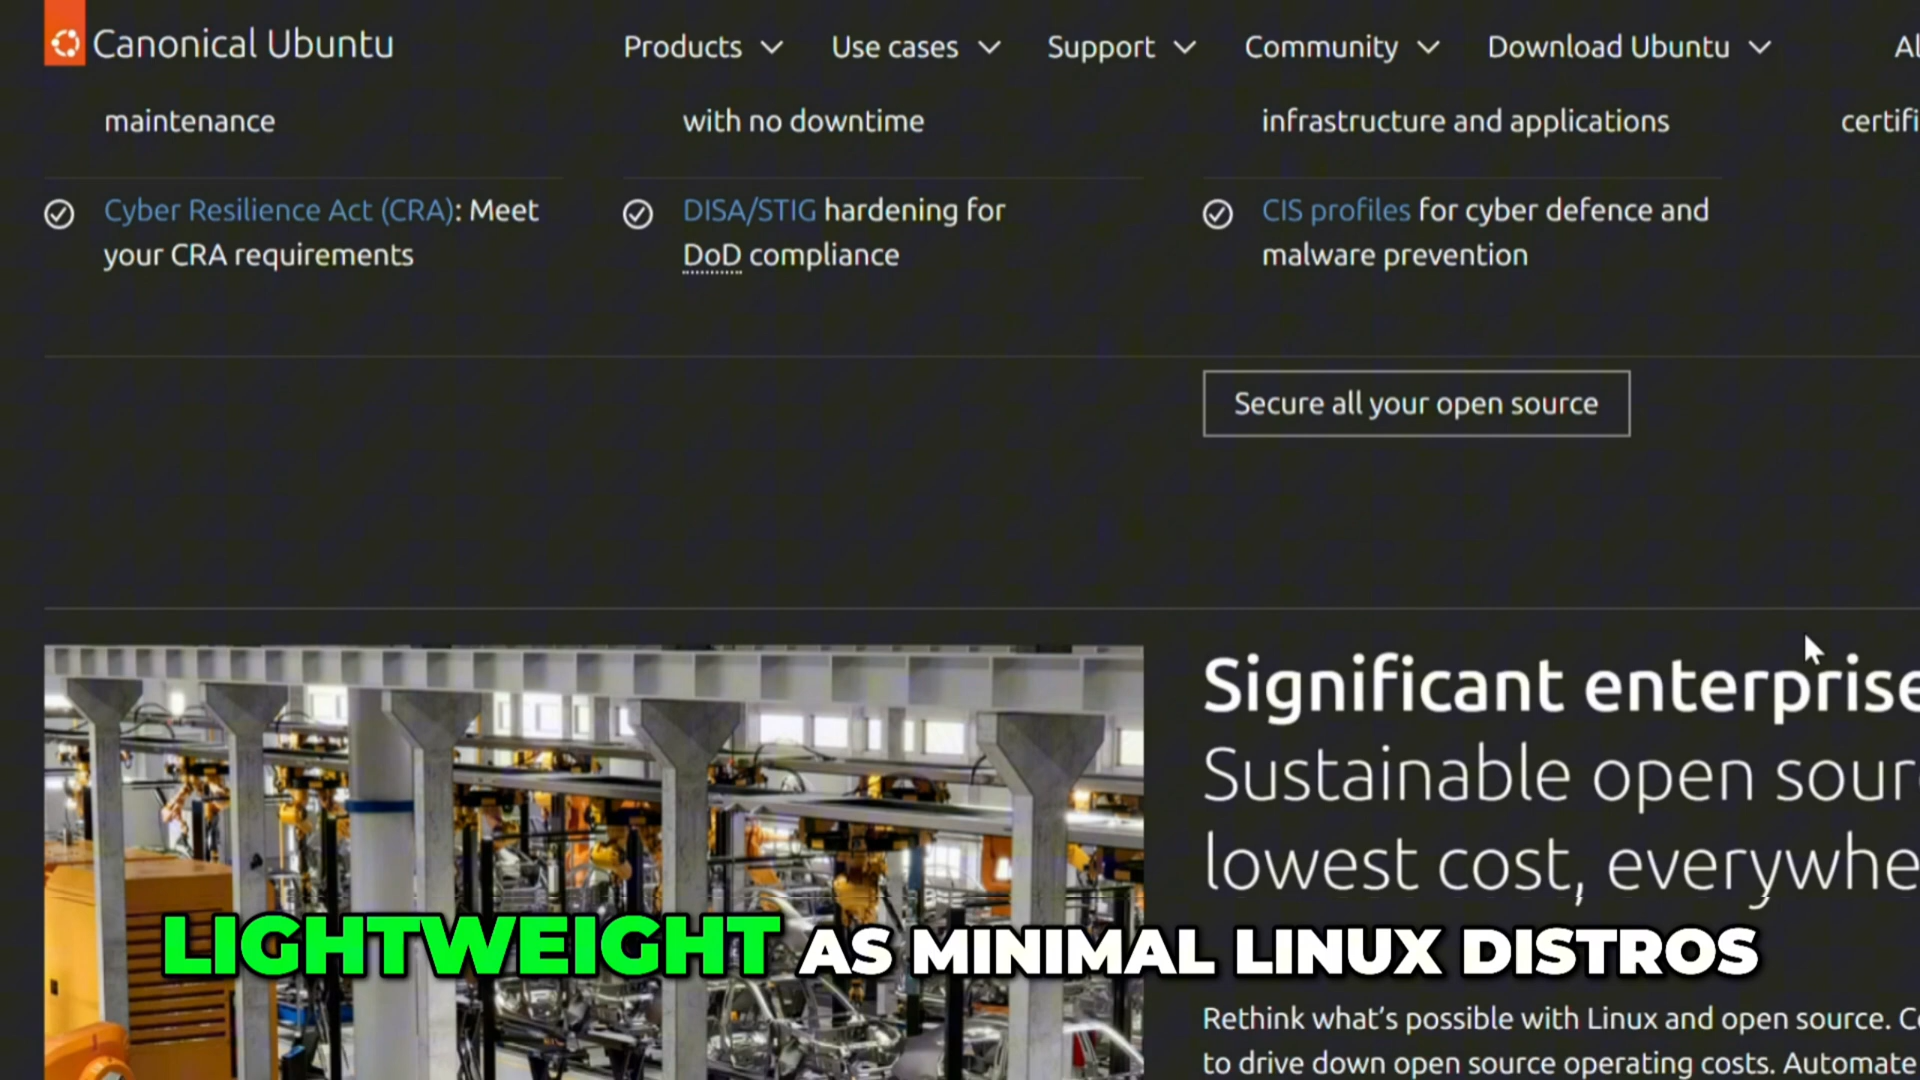 Canonical Ubuntu
Products
Use cases
Support
Community
Download Ubuntu
maintenance
with no downtime
infrastructure and applications
Cyber Resilience Act (CRA): Meet
your CRA requirements
DISA/STIG hardening for
DoD compliance
CIS profiles for cyber defence and
malware prevention
Secure all your open source
Significant enterprise
Sustainable open sour
lowest cost, everywhe
LIGHTWEIGHT AS MINIMAL LINUX DISTROS
Rethink what's possible with Linux and open source.
to drive down open source operating costs. Automate